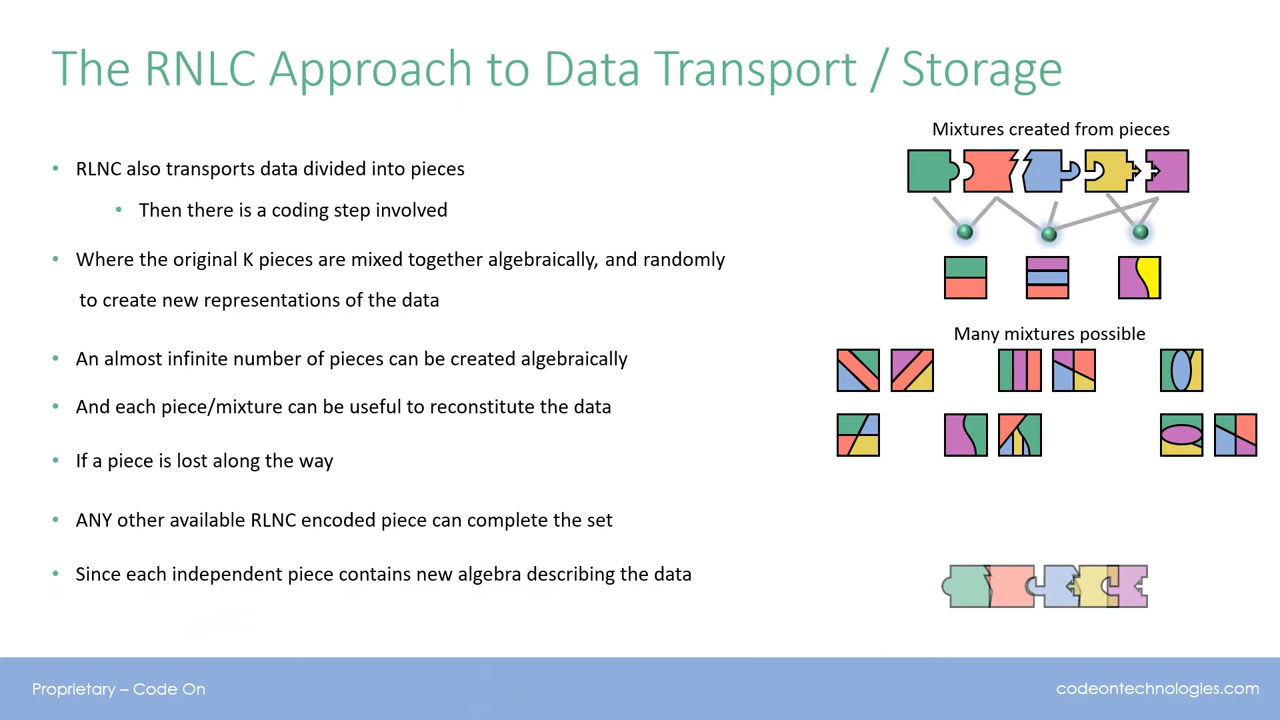 The RNLC Approach to Data Transport / Storage
Mixtures created from pieces
• RLNC also transports data divided into pieces
• Then there is a coding step involved
• Where the original K pieces are mixed together algebraically, and randomly
to create new representations of the data
Many mixtures possible
• An almost infinite number of pieces can be created algebraically
• And each piece/mixture can be useful to reconstitute the data
• If a piece is lost along the way
• ANY other available RLNC encoded piece can complete the set
• Since each independent piece contains new algebra describing the data
Proprietary – Code On
codeontechnologies.com